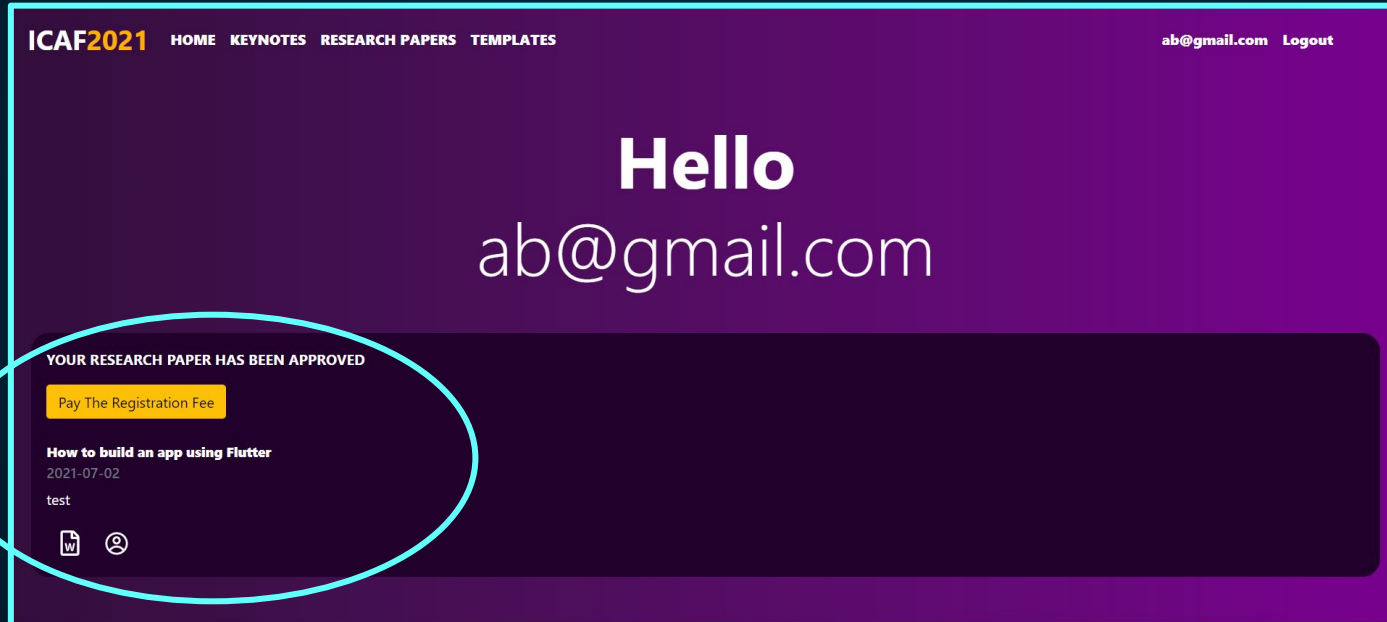 ICAF2021 HOME KEYNOTES RESEARCH PAPERS TEMPLATES ab@gmail.com Logout
Hello
ab@gmail.com
YOUR RESEARCH PAPER HAS BEEN APPROVED
Pay The Registration Fee
How to build an app using Flutter
2021-07-02
test
W